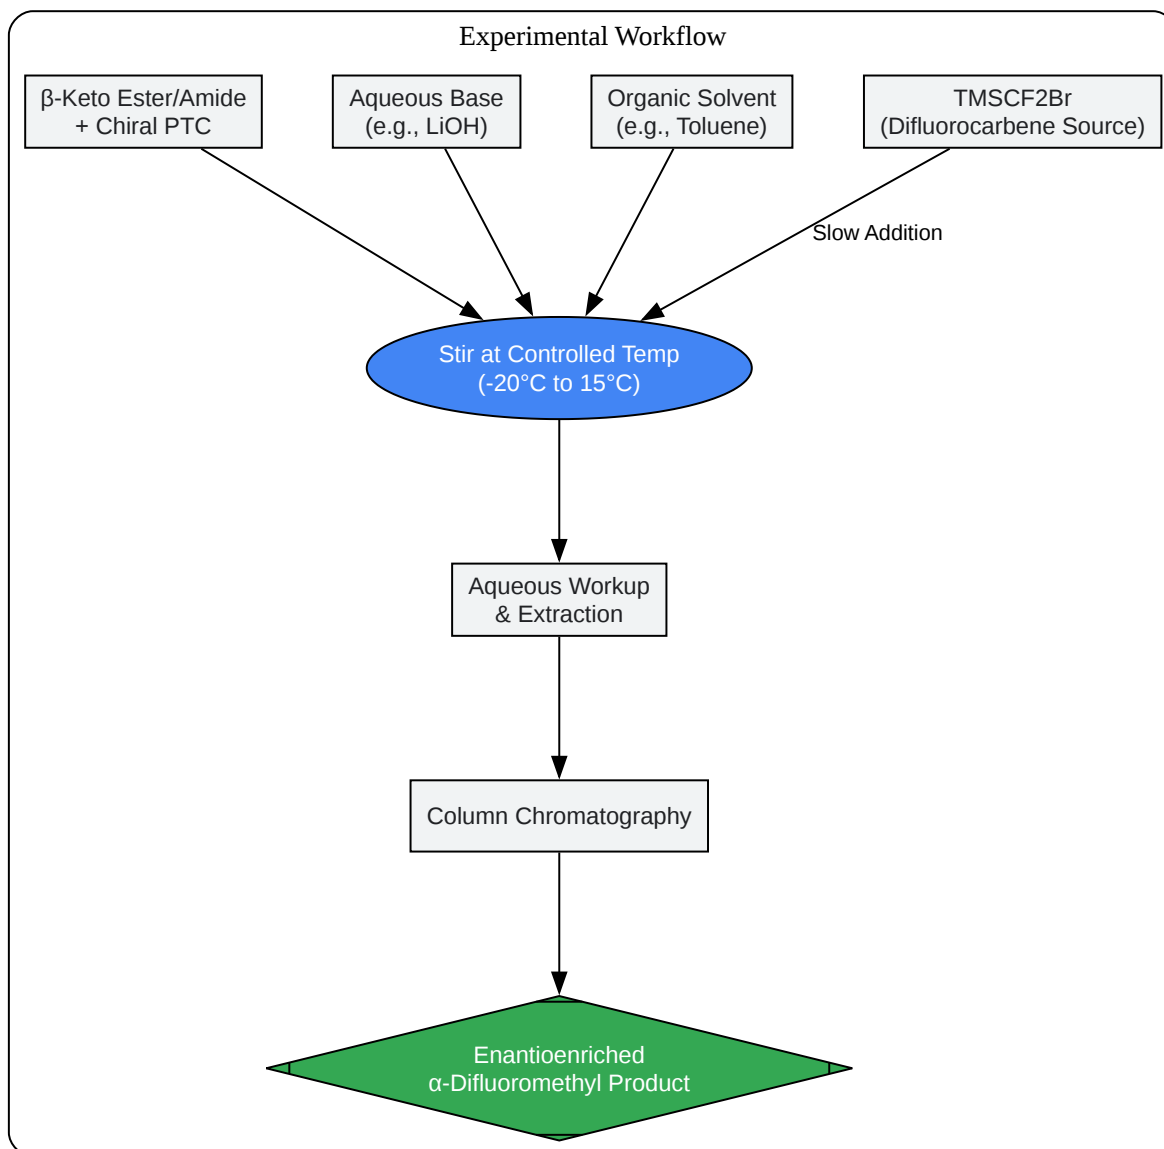 Experimental Workflow
β-Keto Ester/Amide
+ Chiral PTC
Aqueous Base
(e.g., LiOH)
Organic Solvent
(e.g., Toluene)
TMSCF2Br
(Difluorocarbene Source)
Slow Addition
Stir at Controlled Temp
(-20°C to 15°C)
Aqueous Workup
& Extraction
Column Chromatography
Enantioenriched
α-Difluoromethyl Product